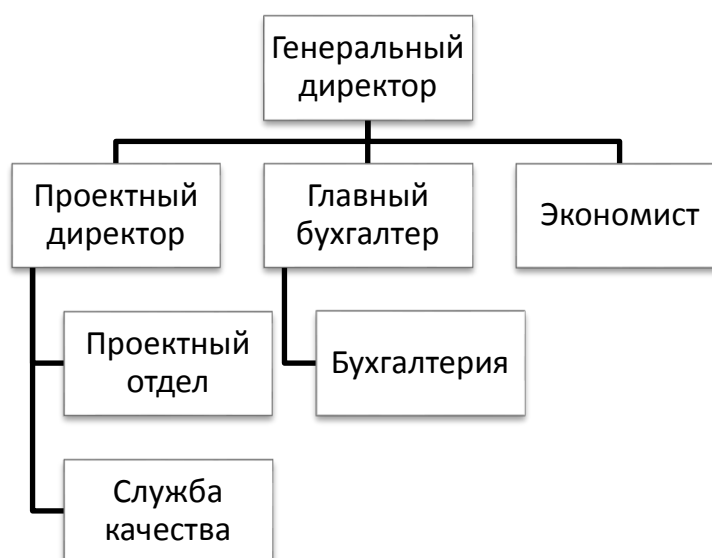 Генеральный
директор
Проектный
директор
Главный
бухгалтер
Экономист
Проектный
отдел
Бухгалтерия
Служба
качества